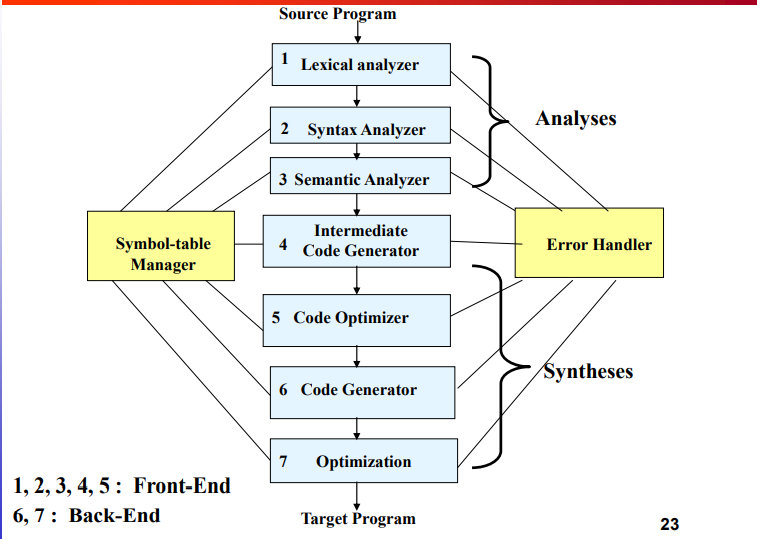 Source Program
1 Lexical analyzer
Analyses
2 Syntax Analyzer
3 Semantic Analyzer
Symbol-table
Manager
4 Intermediate
Code Generator
Error Handler
5 Code Optimizer
Syntheses
6 Code Generator
7 Optimization
1, 2, 3, 4, 5 : Front-End
6, 7 : Back-End
Target Program
23